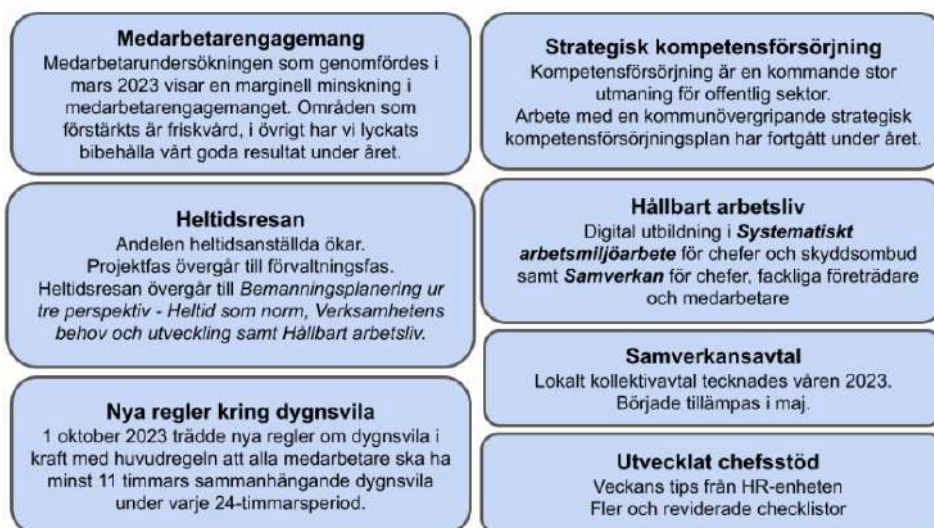 Medarbetarengagemang
Medarbetarundersökningen som genomfördes i
mars 2023 visar en marginell minskning i
medarbetarengagemanget. Områden som
förstärkts är friskvård, i övrigt har vi lyckats
bibehålla vårt goda resultat under året.
Heltidsresan
Andelen heltidsanställda ökar.
Projektfas övergår till förvaltningsfas.
Heltidsresan övergår till Bemanningsplanering ur
tre perspektiv - Heltid som norm, Verksamhetens
behov och utveckling samt Hållbart arbetsliv.
Nya regler kring dygnsvila
1 oktober 2023 trädde nya regler om dygnsvila i
kraft med huvudregeln att alla medarbetare ska ha
minst 11 timmars sammanhängande dygnsvila
under varje 24-timmarsperiod.
Strategisk kompetensförsörjning
Kompetensförsörjning är en kommande stor
utmaning för offentlig sektor.
Arbete med en kommunövergripande strategisk
kompetensförsörjningsplan har fortgått under året.
Hållbart arbetsliv
Digital utbildning i Systematiskt
arbetsmiljöarbete för chefer och skyddsombud
samt Samverkan för chefer, fackliga företrädare
och medarbetare
Samverkansavtal
Lokalt kollektivavtal tecknades våren 2023.
Började tillämpas i maj.
Utvecklat chefsstöd
Veckans tips från HR-enheten
Fler och reviderade checklistor